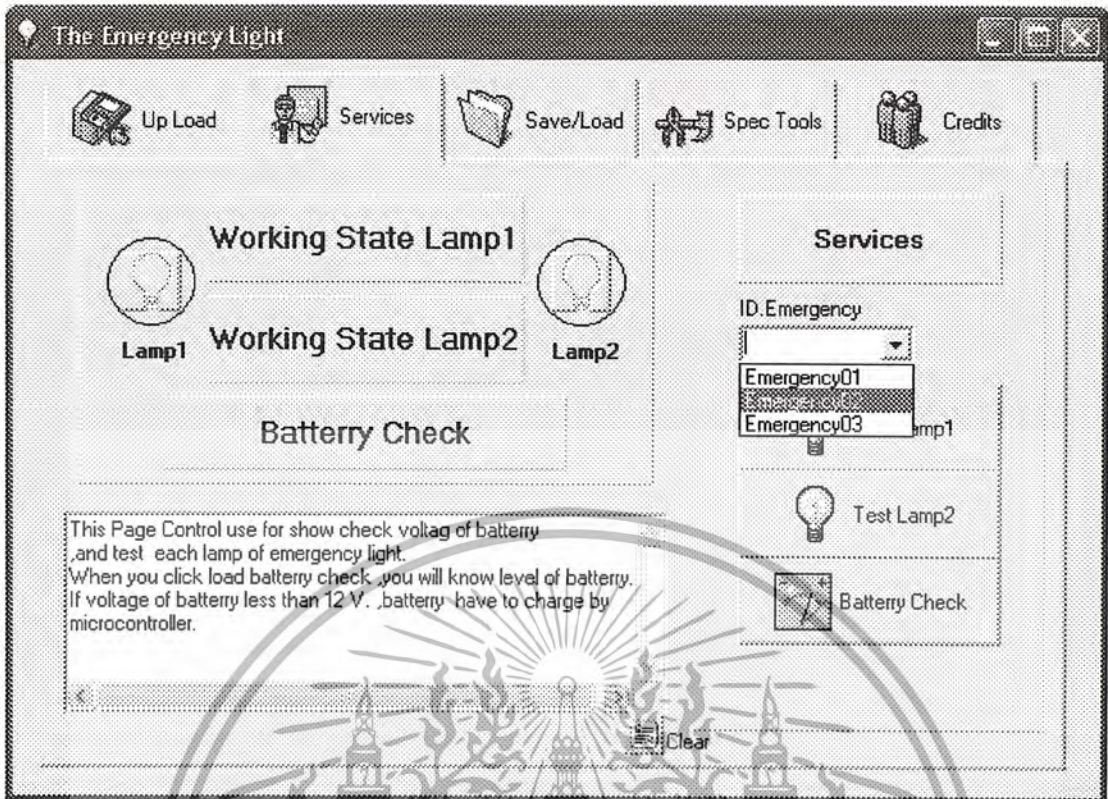 The Emergency Light
Up Load
Services
Save/Load
Spec Tools
Credits
Working State Lamp1
Lamp1
Working State Lamp2
Lamp2
Batterry Check
Services
ID.Emergency
Emergency01
Emergency02
Emergency03
amp1
Test Lamp2
Batterry Check
This Page Control use for show check voltag of batterry
,and test each lamp of emergency light.
When you click load batterry check ,you will know level of batterry.
If voltage of batterry less than 12 V. ,batterry have to charge by
microcontroller.
Clear